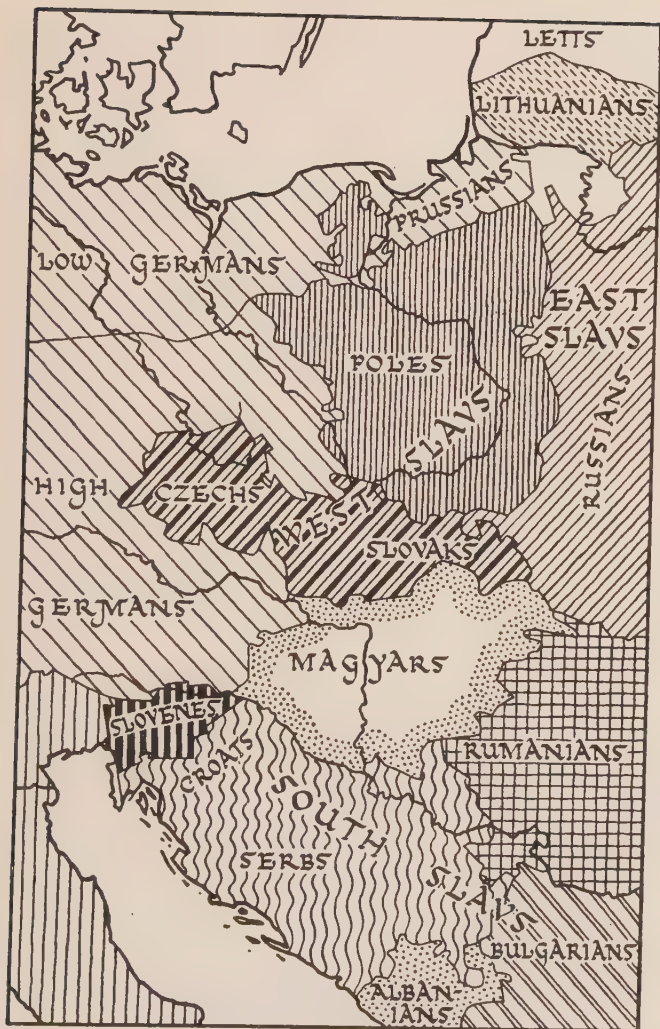 LETTS
LITHUANIANS
PRUSSIANS
LOW GERMANS
EAST
SLAVS
POLES
WEST SLAVS
RUSSIANS
HIGH
CZECHS
SLOVAKS
GERMANS
MAGYARS
SLOVENES
CROATS
RUMANIANS
SOUTH SLAVS
SERBS
BULGARIANS
ALBAN-
IANS